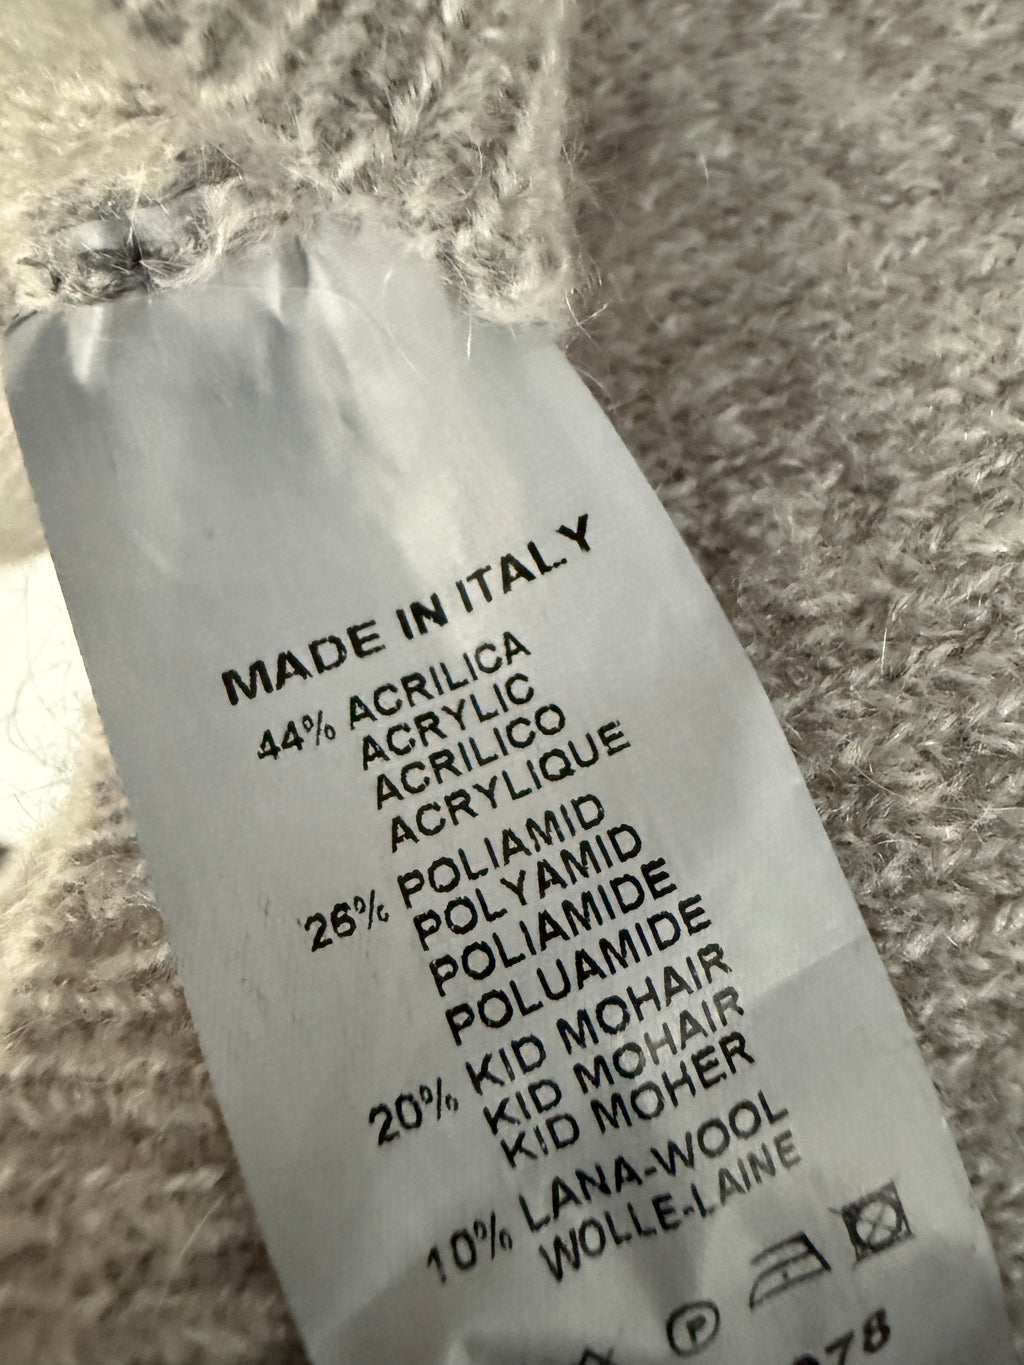 MADE IN ITALY
44% ACRILICA
ACRYLIC
ACRILICO
ACRYLIQUE
26% POLIAMID
POLYAMID
POLIAMIDE
POLUAMIDE
20% KID MOHAIR
KID MOHAIR
KID MOHER
10% LANA-WOOL
WOLLE-LAINE
P
078